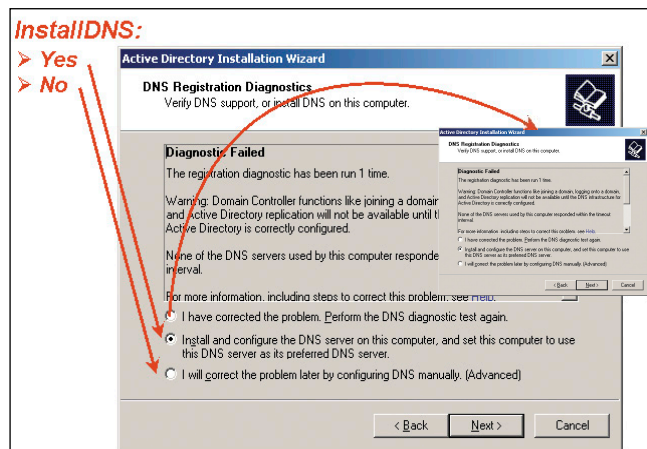 InstallDNS:
➢ Yes
➢ No
Active Directory Installation Wizard
DNS Registration Diagnostics
Verify DNS support, or install DNS on this computer.
Diagnostic Failed
The registration diagnostic has been run 1 time.
Warning: Domain Controller functions like joining a domain
and Active Directory replication will not be available until t
Active Directory is correctly configured.
None of the DNS servers used by this computer responde
interval.
For more information, including steps to correct this problem, see Help.
I have corrected the problem. Perform the DNS diagnostic test again.
Install and configure the DNS server on this computer, and set this computer to use
this DNS server as its preferred DNS server.
I will correct the problem later by configuring DNS manually. (Advanced)
< Back
Next >
Cancel
Active Directory Installation Wizard
DNS Registration Diagnostics
Verify DNS support, or install DNS on this computer.
Diagnostic Failed
The registration diagnostic has been run 1 time.
Warning: Domain Controller functions like joining a domain, logging onto a domain,
and Active Directory replication will not be available until the DNS infrastructure for
Active Directory is correctly configured.
None of the DNS servers used by this computer responded within the timeout
interval.
For more information, including steps to correct this problem, see Help.
I have corrected the problem. Perform the DNS diagnostic test again.
Install and configure the DNS server on this computer, and set this computer to use
this DNS server as its preferred DNS server.
I will correct the problem later by configuring DNS manually. (Advanced)
< Back
Next >
Cancel